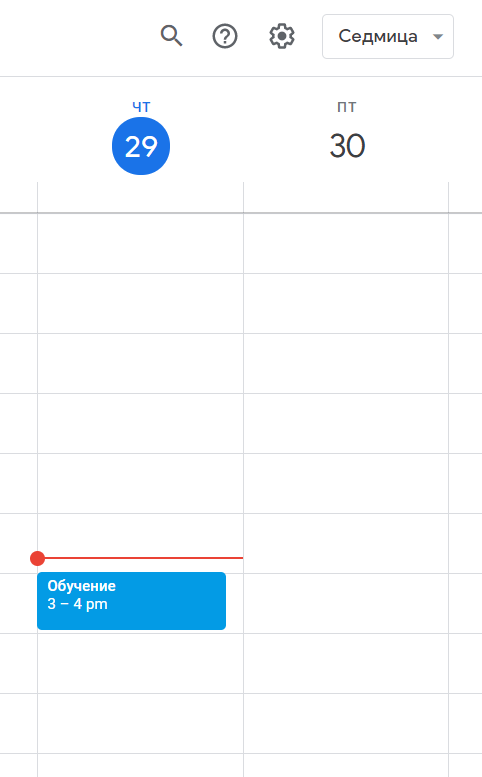 Седмица
чт
пт
29
30
Обучение
3 – 4 pm